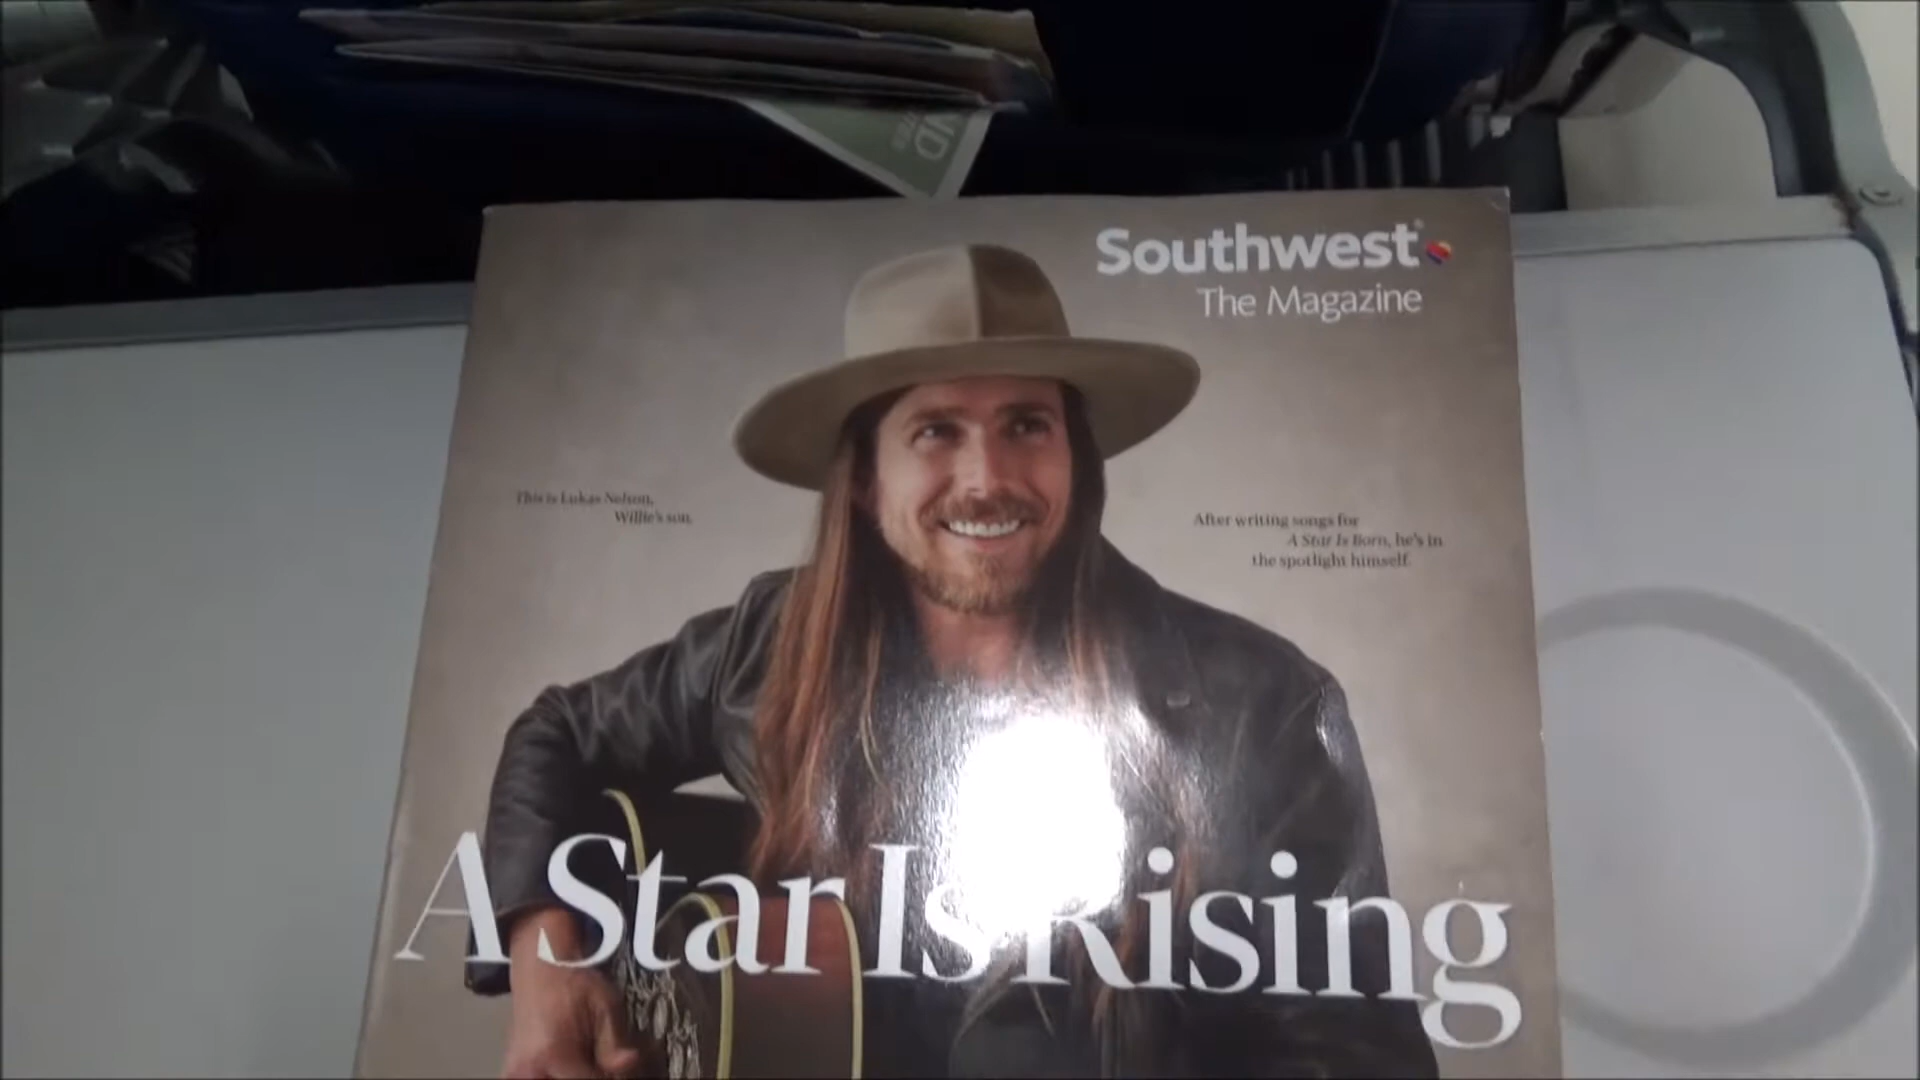 ND
Southwest®
The Magazine
This is Lukas Nelson,
Willie's son.
After writing songs for
A Star Is Born, he's in
the spotlight himself.
A Star Is Rising